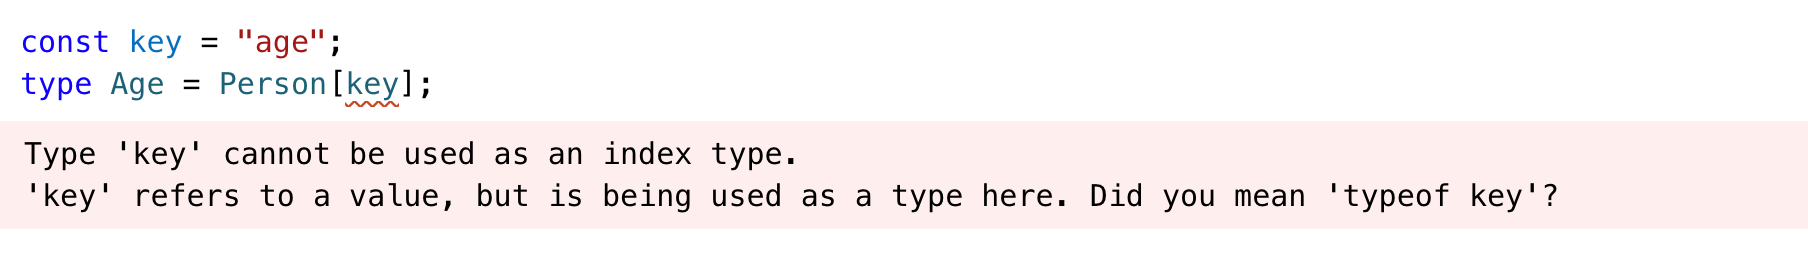 const key = "age";
type Age = Person[key];
Type 'key' cannot be used as an index type.
'key' refers to a value, but is being used as a type here. Did you mean 'typeof key'?